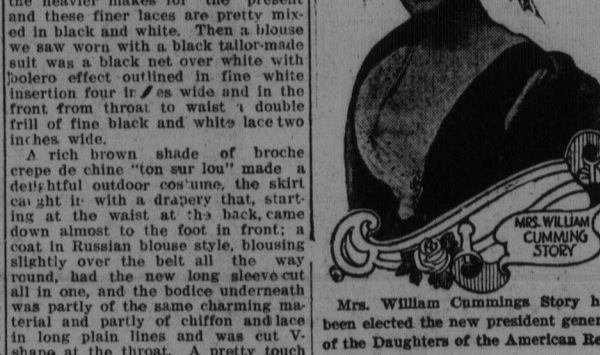 the heavier makes for the present
and these finer laces are pretty mix-
ed in black and white. Then a blouse
we saw worn with a black tailor-made
suit was a black net over white with
bolero effect outlined in fine white
insertion four in es wide and in the
front from throat to waist a double
frill of fine black and white lace two
inches wide.
A rich brown shade of broche
crepe de chine "ton sur lou" made a
delightful outdoor costume, the skirt
caught it with a drapery that, start-
ing at the waist at the back, came
down almost to the foot in front; a
coat in Russian blouse style, blousing
slightly over the belt all the way
round, had the new long sleeve cut
all in one, and the bodice underneath
was partly of the same charming ma-
terial and partly of chiffon and lace
in long plain lines and was cut V-
shape at the throat. A pretty touch
MRS. WILLIAM
CUMMING
STORY
Mrs. William Cummings Story h
been elected the new president gener
of the Daughters of the American Re